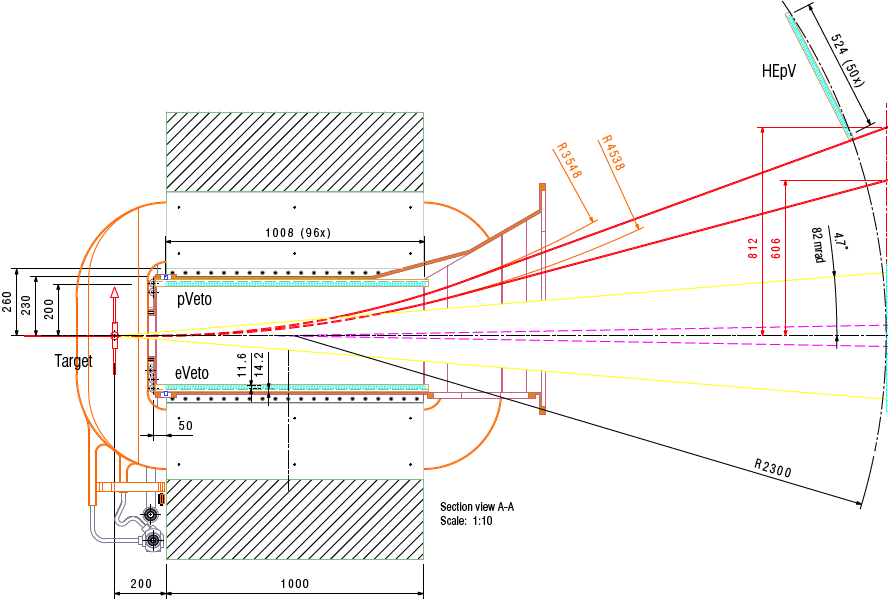 524 (50x)
HEpV
R3548
R4538
1008 (96x)
4,7°
82 mrad
812
606
260
230
200
pVeto
Target
eVeto
11.6
14.2
50
R2300
Section view A-A
Scale: 1:10
200
1000